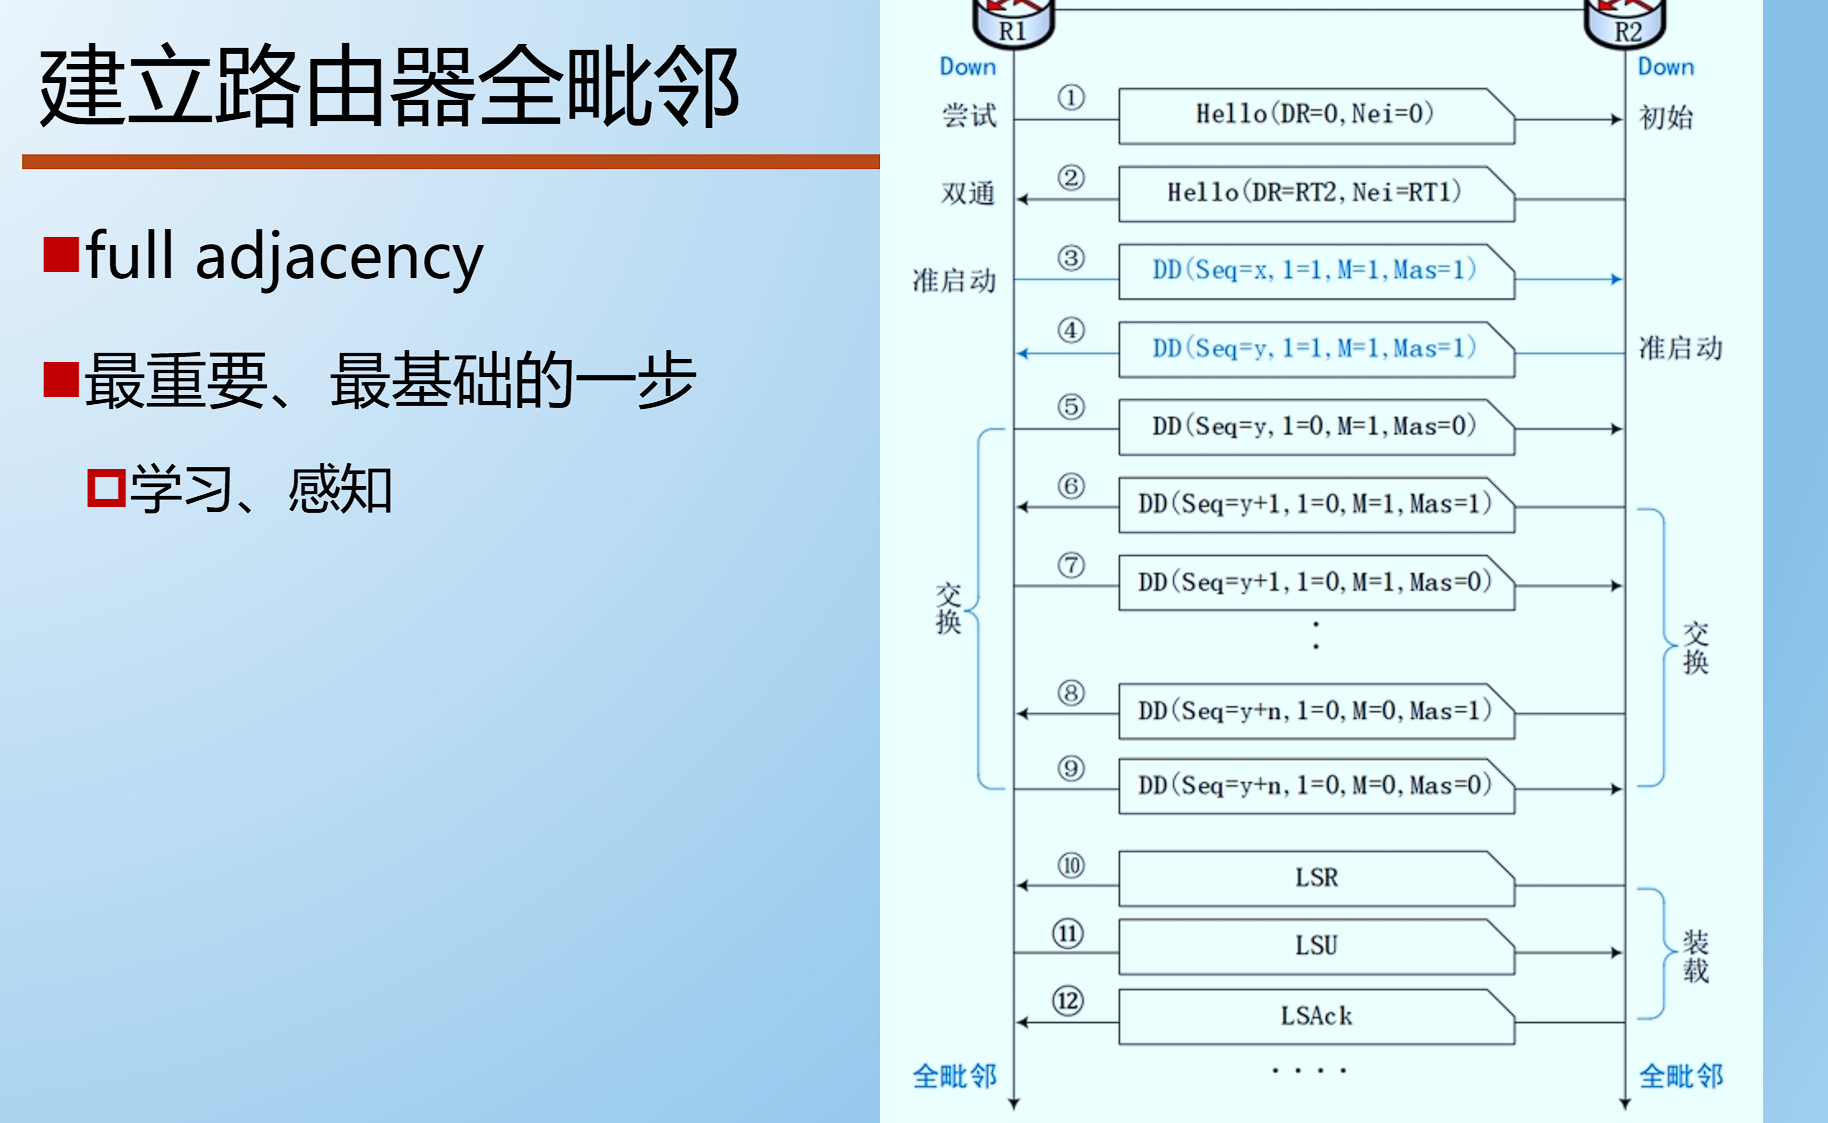 建立路由器全毗邻
full adjacency
最重要、最基础的一步
学习、感知
R1
R2
Down
Down
尝试
①
Hello(DR=0,Nei=0)
初始
双通
②
Hello(DR=RT2,Nei=RT1)
准启动
③
DD(Seq=x,1=1,M=1,Mas=1)
④
DD(Seq=y,1=1,M=1,Mas=1)
准启动
⑤
DD(Seq=y,1=0,M=1,Mas=0)
⑥
DD(Seq=y+1,1=0,M=1,Mas=1)
⑦
DD(Seq=y+1,1=0,M=1,Mas=0)
交换
交换
⑧
DD(Seq=y+n,1=0,M=0,Mas=1)
⑨
DD(Seq=y+n,1=0,M=0,Mas=0)
⑩
LSR
⑪
LSU
装载
⑫
LSAck
全毗邻
全毗邻